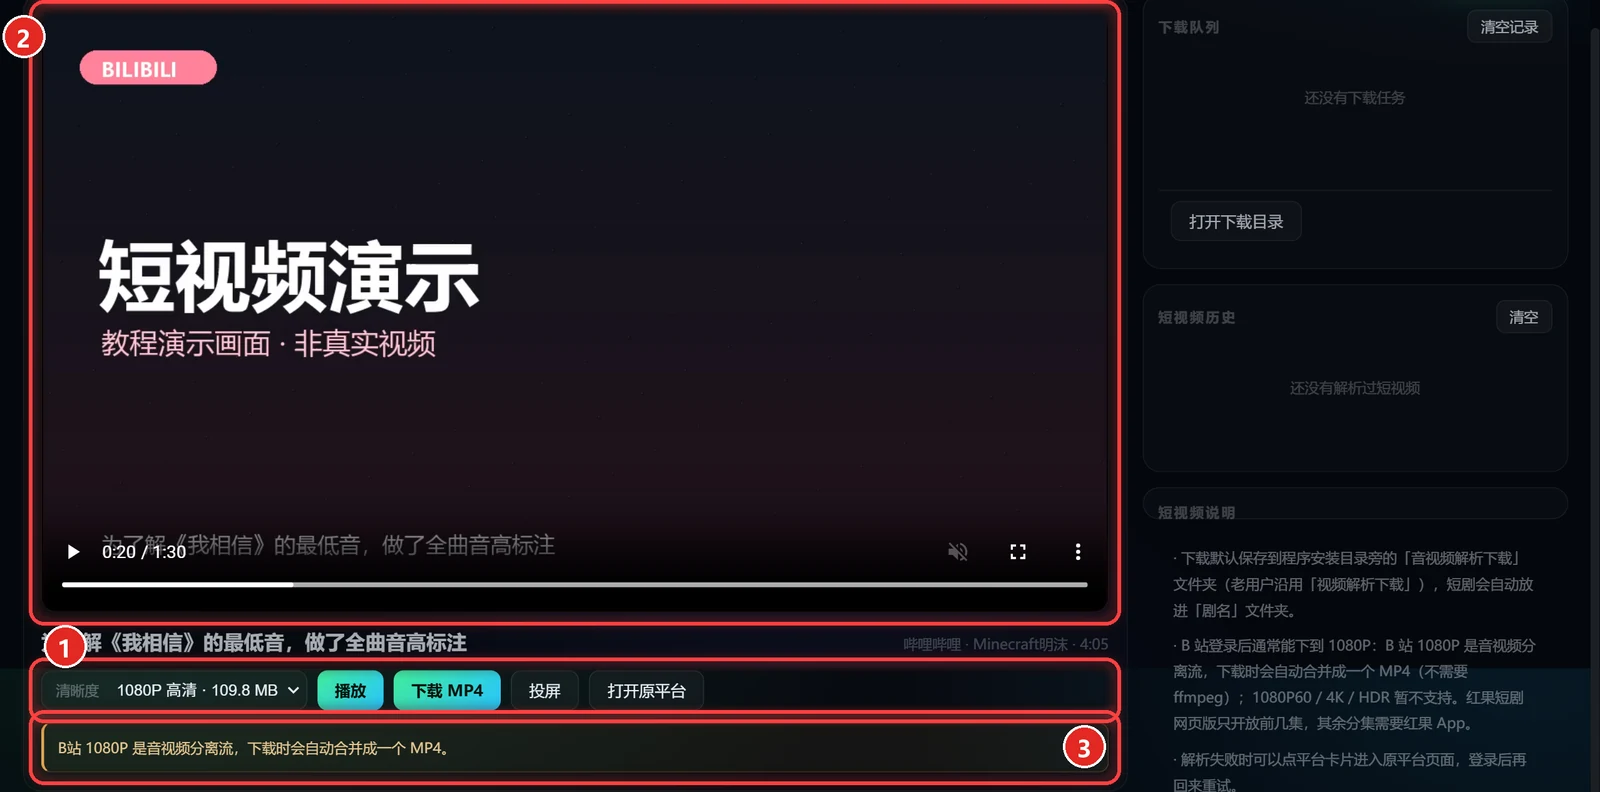 2
BILIBILI
短视频演示
教程演示画面 · 非真实视频
为了解《我相信》的最低音，做了全曲音高标注
0:20 / 1:30
1
解《我相信》的最低音，做了全曲音高标注
哔哩哔哩 · Minecraft明沫 · 4:05
清晰度 1080P 高清 · 109.8 MB
播放
下载 MP4
投屏
打开原平台
B站 1080P 是音视频分离流，下载时会自动合并成一个 MP4。
3
下载队列
清空记录
还没有下载任务
打开下载目录
短视频历史
清空
还没有解析过短视频
短视频说明
· 下载默认保存到程序安装目录旁的「音视频解析下载」
文件夹（老用户沿用「视频解析下载」），短剧会自动放
进「剧名」文件夹。
· B 站登录后通常能下到 1080P：B 站 1080P 是音视频分
离流，下载时会自动合并成一个 MP4（不需要
ffmpeg）；1080P60 / 4K / HDR 暂不支持。红果短剧
网页版只开放前几集，其余分集需要红果 App。
· 解析失败时可以点平台卡片进入原平台页面，登录后再
回来重试。